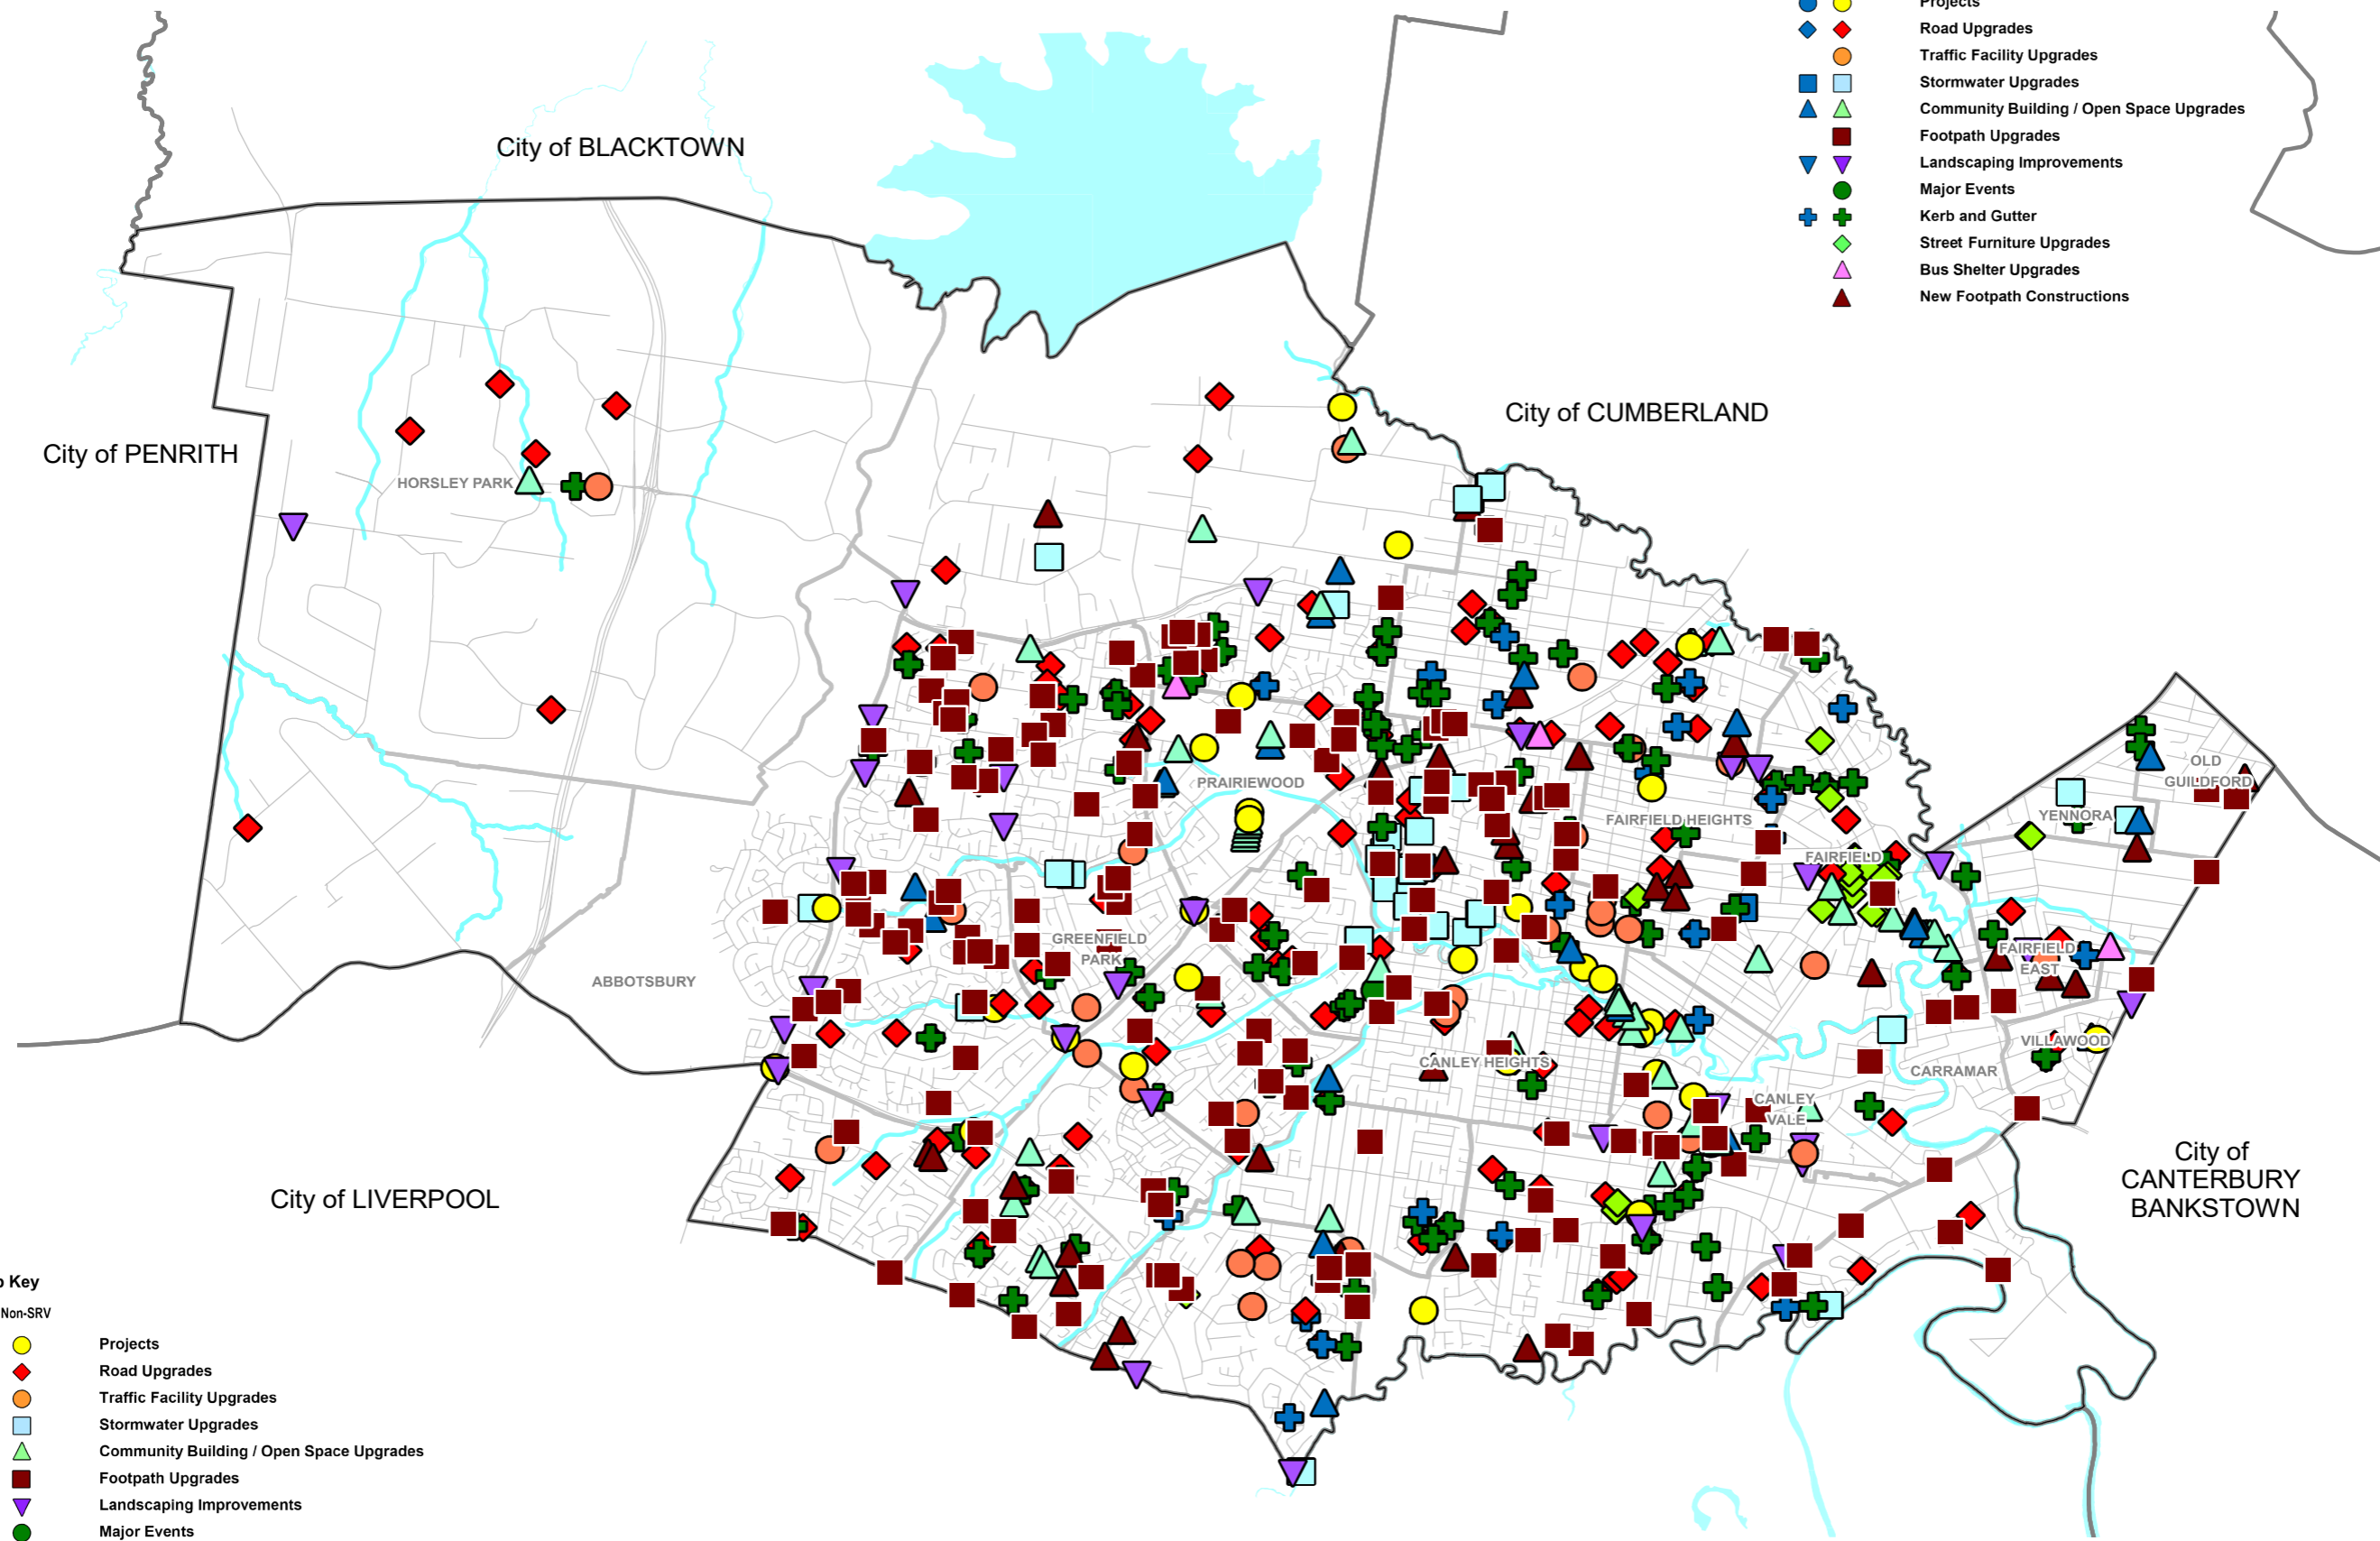 Projects
Road Upgrades
Traffic Facility Upgrades
Stormwater Upgrades
Community Building / Open Space Upgrades
Footpath Upgrades
Landscaping Improvements
Major Events
Kerb and Gutter
Street Furniture Upgrades
Bus Shelter Upgrades
New Footpath Constructions
City of BLACKTOWN
City of CUMBERLAND
City of PENRITH
HORSLEY PARK
OLD
GUILDFORD
PRAIRIEWOOD
YENNORA
FAIRFIELD HEIGHTS
FAIRFIELD
GREENFIELD
PARK
FAIRFIELD
EAST
ABBOTSBURY
VILLAWOOD
CANLEY HEIGHTS
CARRAMAR
CANLEY
VALE
City of LIVERPOOL
City of
CANTERBURY
BANKSTOWN
Key
Non-SRV
Projects
Road Upgrades
Traffic Facility Upgrades
Stormwater Upgrades
Community Building / Open Space Upgrades
Footpath Upgrades
Landscaping Improvements
Major Events